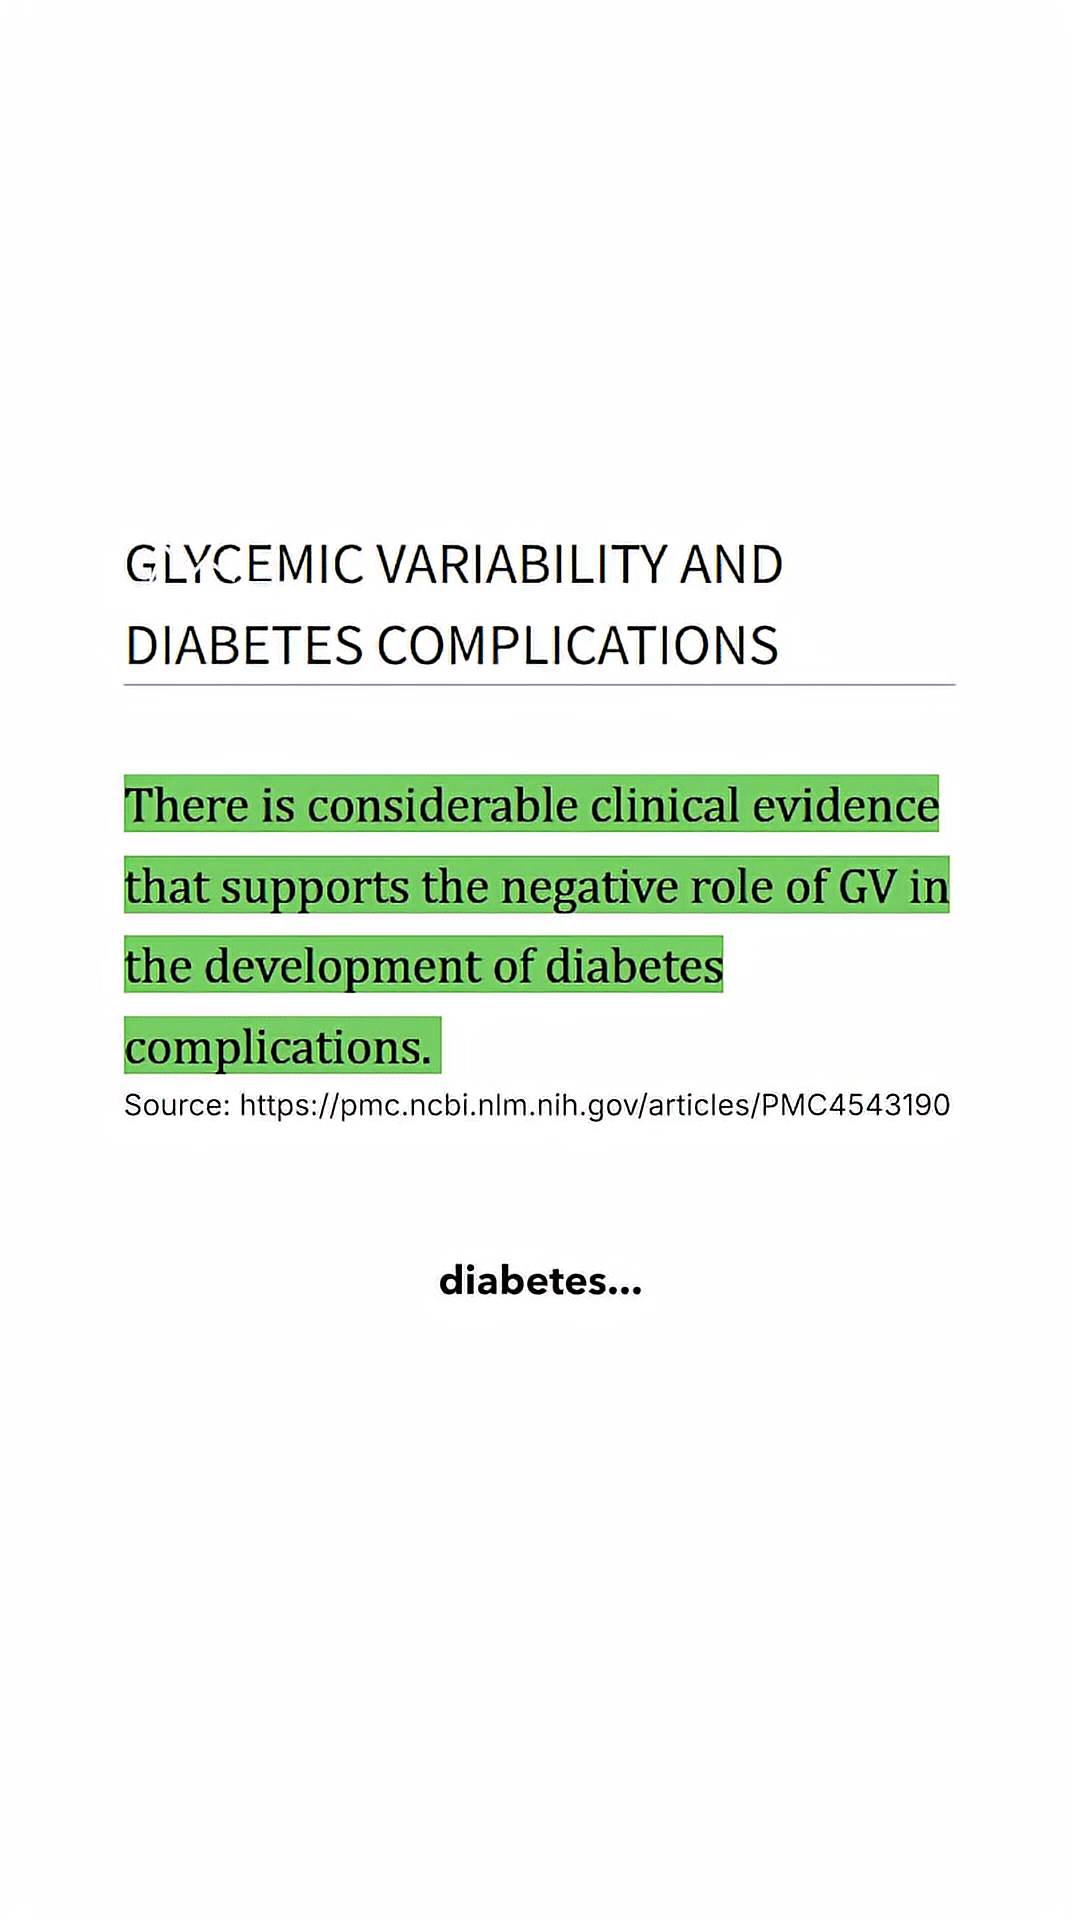 GLYCEMIC VARIABILITY AND
DIABETES COMPLICATIONS
There is considerable clinical evidence
that supports the negative role of GV in
the development of diabetes
complications.
Source: https://pmc.ncbi.nlm.nih.gov/articles/PMC4543190
diabetes...